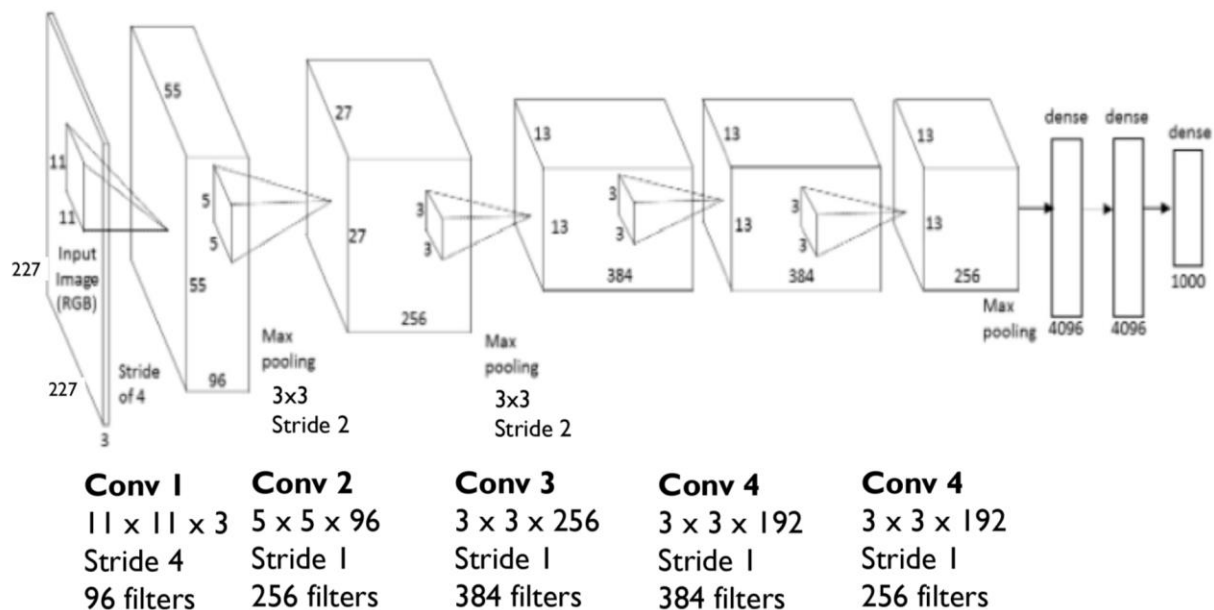 55
55
96
11
11
Input
Image
(RGB)
227
227
3
Stride
of 4
5
5
Max
pooling
3x3
Stride 2
27
27
256
3
3
Max
pooling
3x3
Stride 2
13
13
384
3
3
13
13
384
3
3
13
13
256
Max
pooling
dense
4096
dense
4096
dense
1000
Conv 1
11 x 11 x 3
Stride 4
96 filters
Conv 2
5 x 5 x 96
Stride 1
256 filters
Conv 3
3 x 3 x 256
Stride 1
384 filters
Conv 4
3 x 3 x 192
Stride 1
384 filters
Conv 4
3 x 3 x 192
Stride 1
256 filters